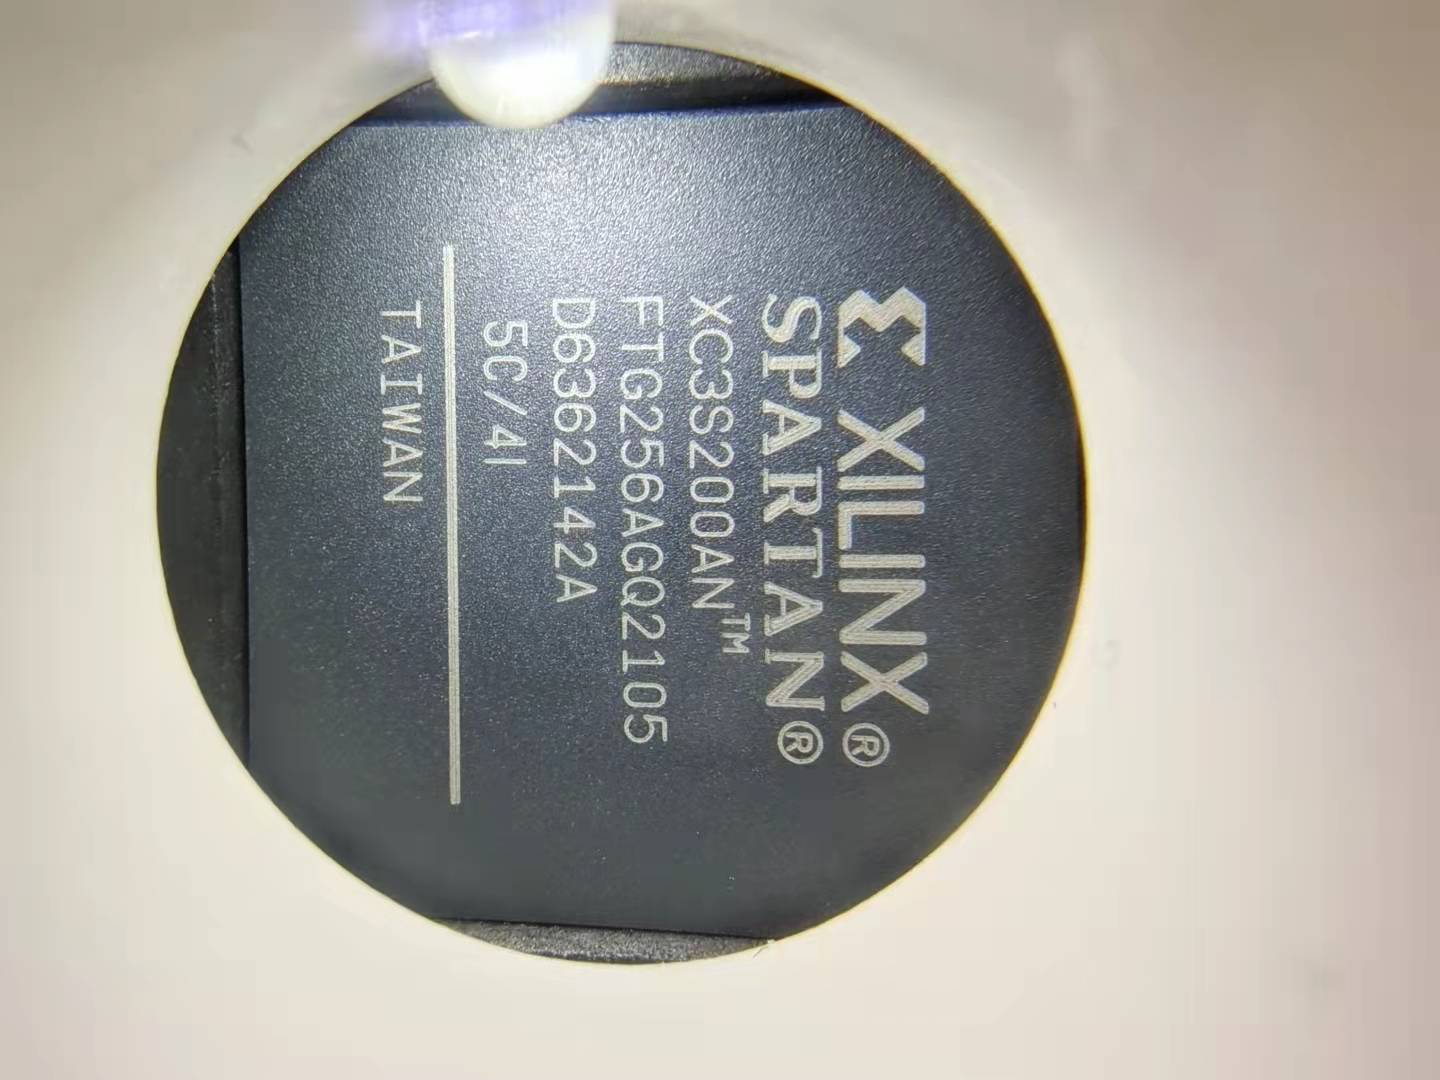 XILINX®
SPARTAN®
XC3S200AN™
FTG256AGQ2105
D6362142A
5C/4I
TAIWAN